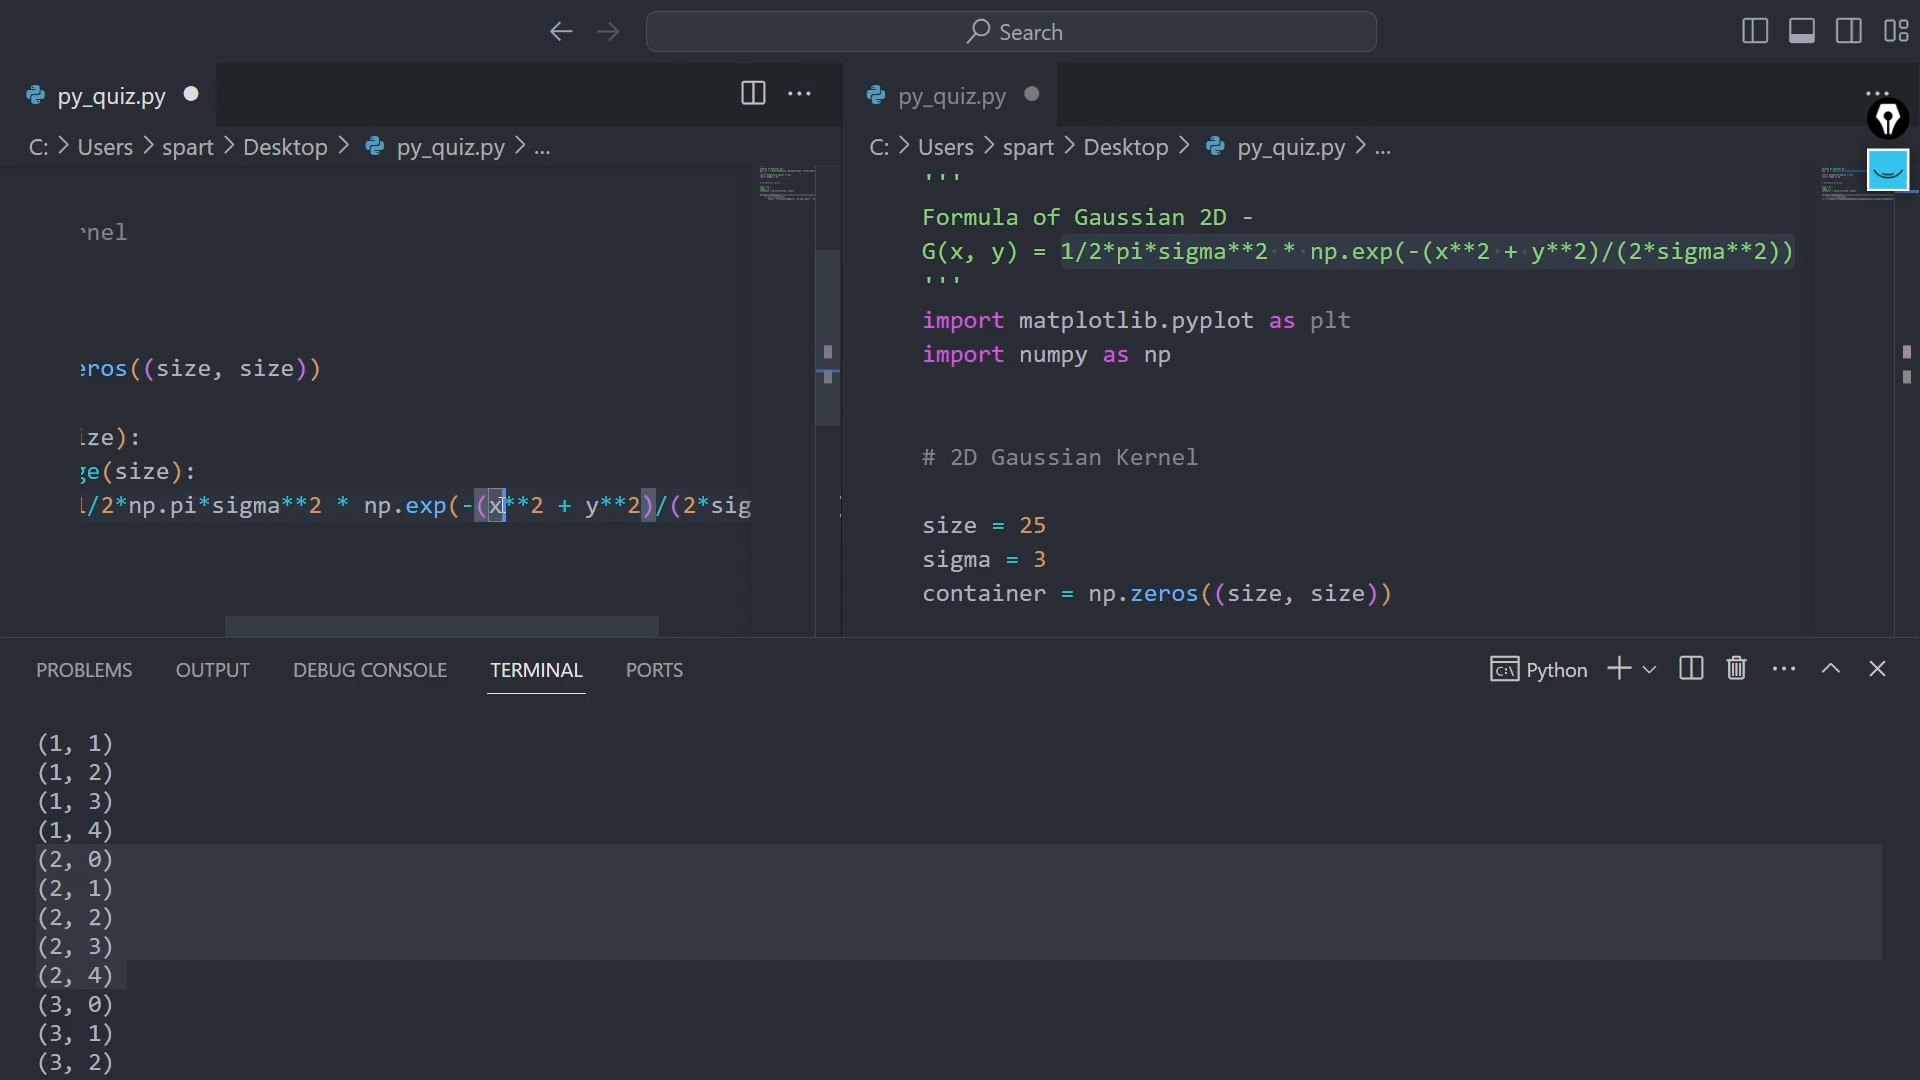 Search
py_quiz.py
C: > Users > spart > Desktop > py_quiz.py > ...
nel
eros((size, size))
ize):
ge(size):
1/2*np.pi*sigma**2 * np.exp(-(x**2 + y**2)/(2*sig
py_quiz.py
C: > Users > spart > Desktop > py_quiz.py > ...
'''
Formula of Gaussian 2D -
G(x, y) = 1/2*pi*sigma**2 * np.exp(-(x**2 + y**2)/(2*sigma**2))
'''
import matplotlib.pyplot as plt
import numpy as np
# 2D Gaussian Kernel
size = 25
sigma = 3
container = np.zeros((size, size))
PROBLEMS OUTPUT DEBUG CONSOLE TERMINAL PORTS
Python
(1, 1)
(1, 2)
(1, 3)
(1, 4)
(2, 0)
(2, 1)
(2, 2)
(2, 3)
(2, 4)
(3, 0)
(3, 1)
(3, 2)